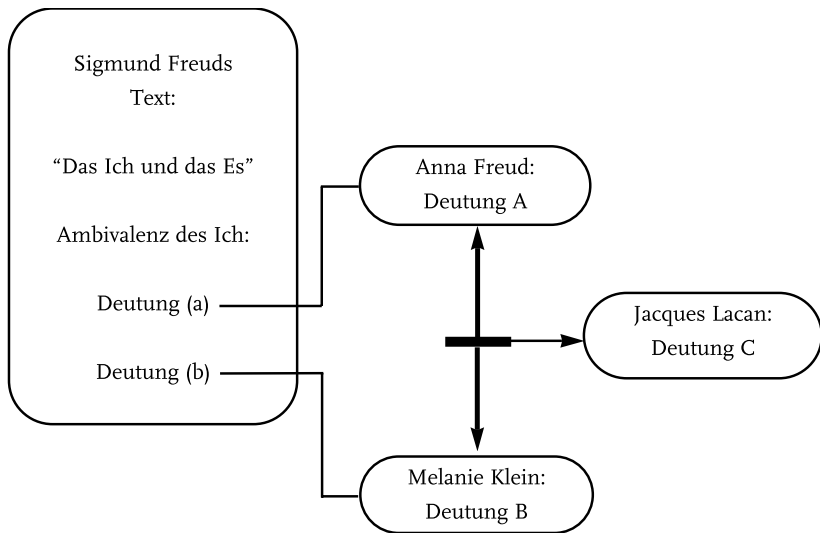 Sigmund Freuds
Text:
“Das Ich und das Es”
Ambivalenz des Ich:
Deutung (a)
Deutung (b)
Anna Freud:
Deutung A
Jacques Lacan:
Deutung C
Melanie Klein:
Deutung B